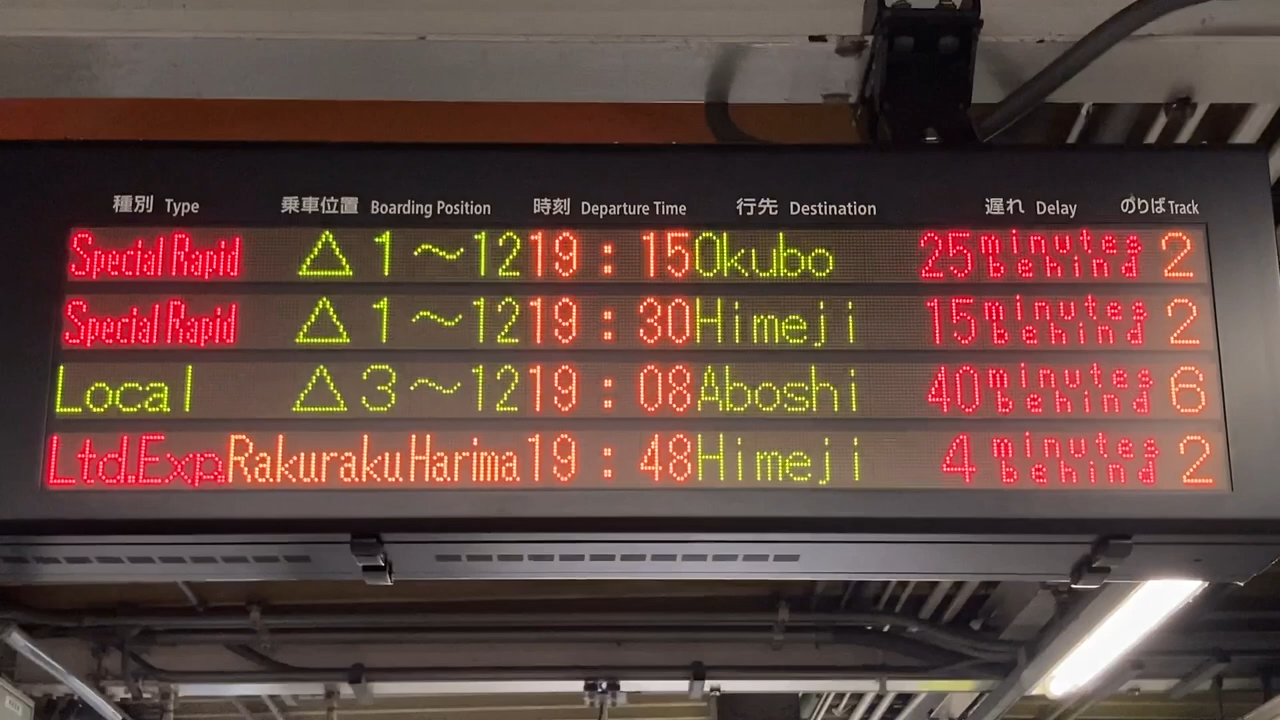 種別 Type 乗車位置 Boarding Position 時刻 Departure Time 行先 Destination 遅れ Delay のりば Track
Special Rapid △ 1～12 19:15 Okubo 25 minutes behind 2
Special Rapid △ 1～12 19:30 Himeji 15 minutes behind 2
Local △ 3～12 19:08 Aboshi 40 minutes behind 6
Ltd.Exp. Rakuraku Harima 19:48 Himeji 4 minutes behind 2